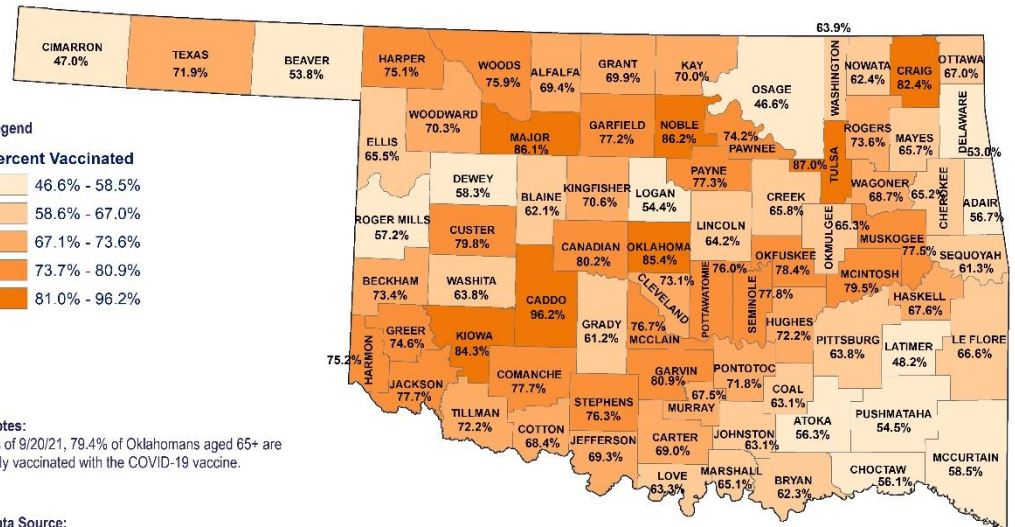 63.9%
CIMARRON
47.0%
TEXAS
71.9%
BEAVER
53.8%
HARPER
75.1%
WOODS
75.9%
ALFALFA
69.4%
GRANT
69.9%
KAY
70.0%
OSAGE
46.6%
WASHINGTON
NOWATA
62.4%
CRAIG
82.4%
OTTAWA
67.0%
egend
ercent Vaccinated
46.6% - 58.5%
58.6% - 67.0%
67.1% - 73.6%
73.7% - 80.9%
81.0% - 96.2%
ELLIS
65.5%
WOODWARD
70.3%
MAJOR
86.1%
GARFIELD
77.2%
NOBLE
86.2%
74.2%
PAWNEE
87.0%
TULSA
ROGERS
73.6%
MAYES
65.7%
DELAWARE
53.0%
ROGER MILLS
57.2%
DEWEY
58.3%
BLAINE
62.1%
KINGFISHER
70.6%
LOGAN
54.4%
PAYNE
77.3%
CREEK
65.8%
WAGONER
68.7%
65.2%
CHEROKEE
ADAIR
56.7%
CUSTER
79.8%
CANADIAN
80.2%
OKLAHOMA
85.4%
LINCOLN
64.2%
OKMULGEE
65.3%
MUSKOGEE
77.5%
SEQUOYAH
61.3%
BECKHAM
73.4%
WASHITA
63.8%
CADDO
96.2%
GRADY
61.2%
73.1%
CLEVELAND
76.0%
POTTAWATOMIE
SEMINOLE
77.8%
OKFUSKEE
78.4%
MCINTOSH
79.5%
HASKELL
67.6%
75.2%
HARMON
GREER
74.6%
KIOWA
84.3%
76.7%
MCCLAIN
HUGHES
72.2%
PITTSBURG
63.8%
LATIMER
48.2%
LE FLORE
66.6%
JACKSON
77.7%
COMANCHE
77.7%
GARVIN
80.9%
PONTOTOC
71.8%
TILLMAN
72.2%
COTTON
68.4%
STEPHENS
76.3%
67.5%
MURRAY
COAL
63.1%
ATOKA
56.3%
PUSHMATAHA
54.5%
JEFFERSON
69.3%
CARTER
69.0%
JOHNSTON
63.1%
MCCURTAIN
58.5%
LOVE
63.3%
MARSHALL
65.1%
BRYAN
62.3%
CHOCTAW
56.1%
otes:
s of 9/20/21, 79.4% of Oklahomans aged 65+ are
ly vaccinated with the COVID-19 vaccine.
ata Source: